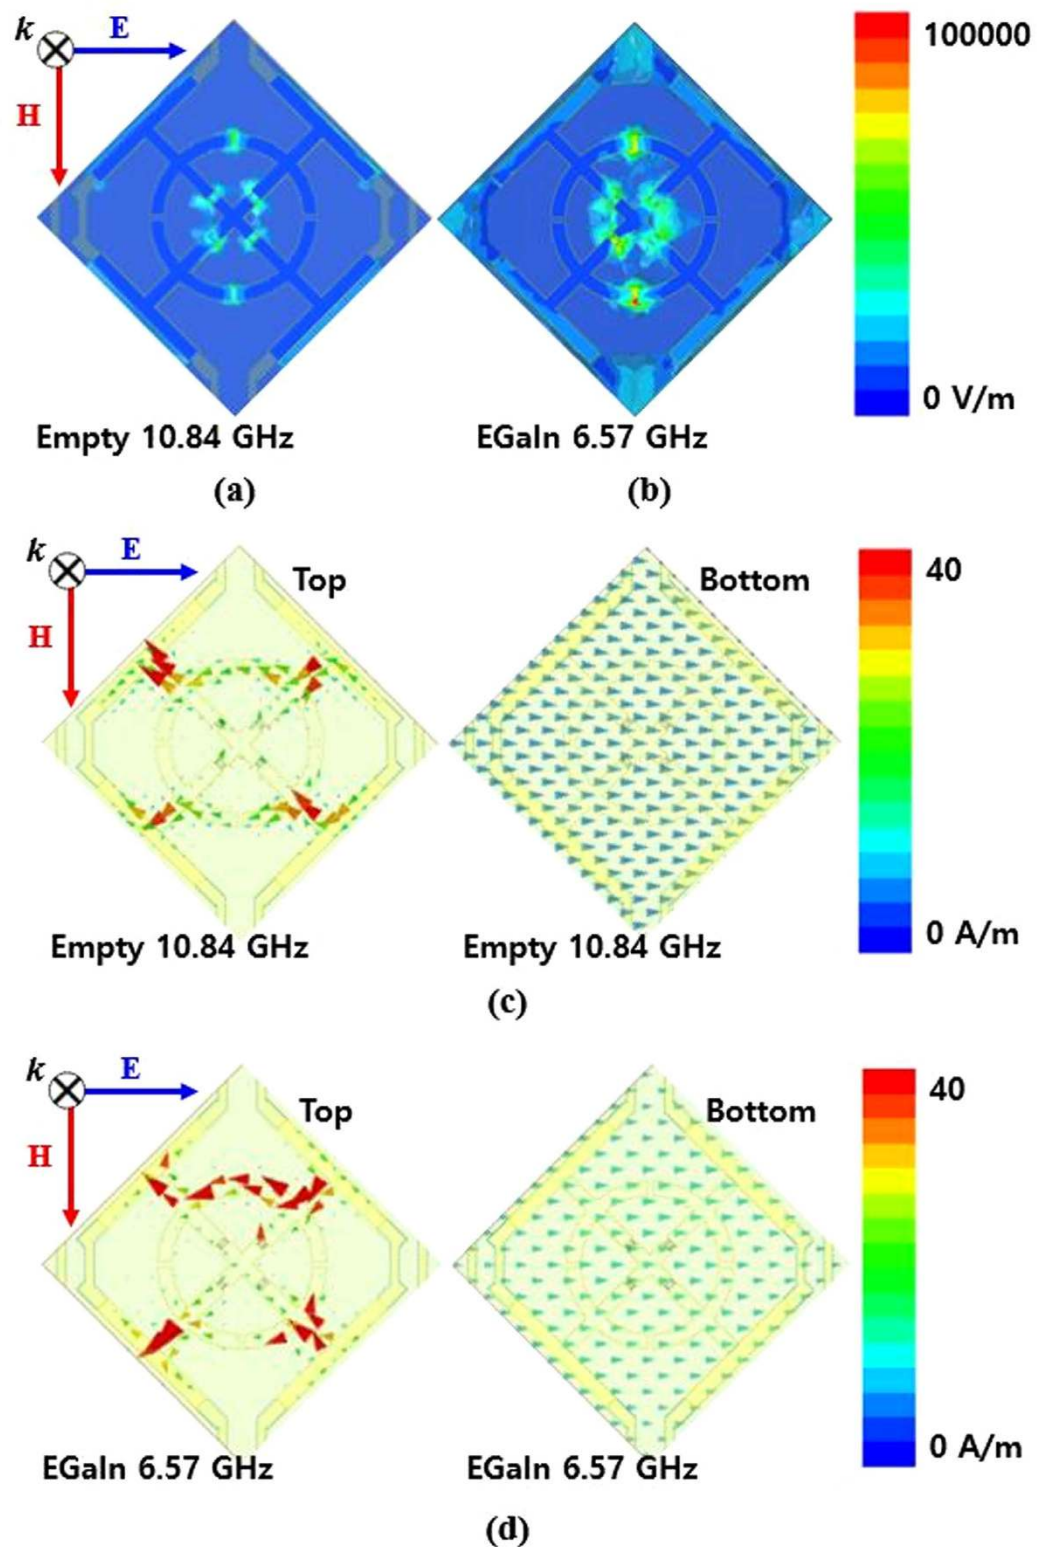 k E
H
100000
0 V/m
Empty 10.84 GHz EGaIn 6.57 GHz
(a) (b)
k E
H
Top Bottom 40
0 A/m
Empty 10.84 GHz Empty 10.84 GHz
(c)
k E
H
Top Bottom 40
0 A/m
EGaIn 6.57 GHz EGaIn 6.57 GHz
(d)